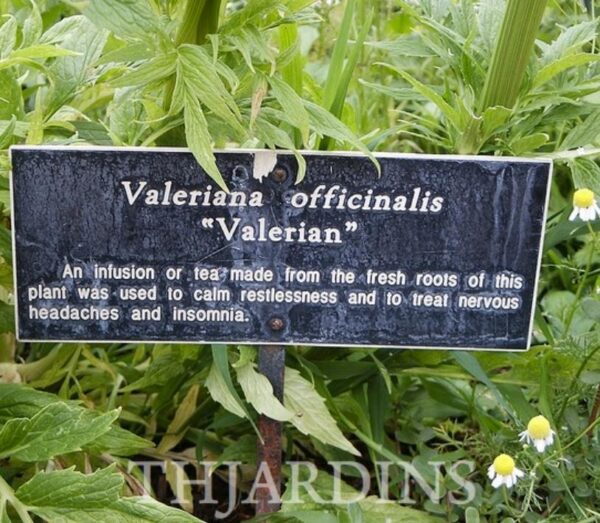 Valeriana officinalis
“Valerian”
An infusion or tea made from the fresh roots of this
plant was used to calm restlessness and to treat nervous
headaches and insomnia.
THJARDINS